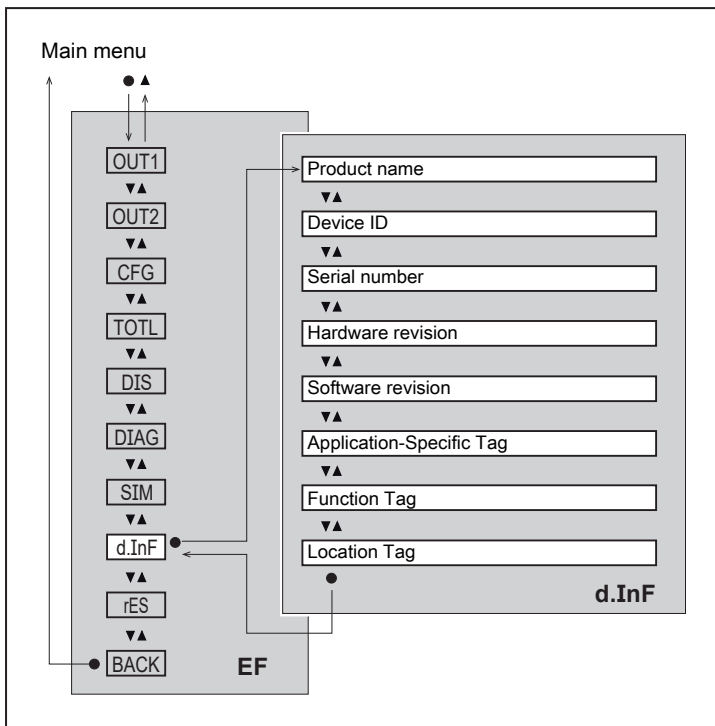 Main menu
OUT1
OUT2
CFG
TOTL
DIS
DIAG
SIM
d.InF
rES
BACK
EF
Product name
Device ID
Serial number
Hardware revision
Software revision
Application-Specific Tag
Function Tag
Location Tag
d.InF